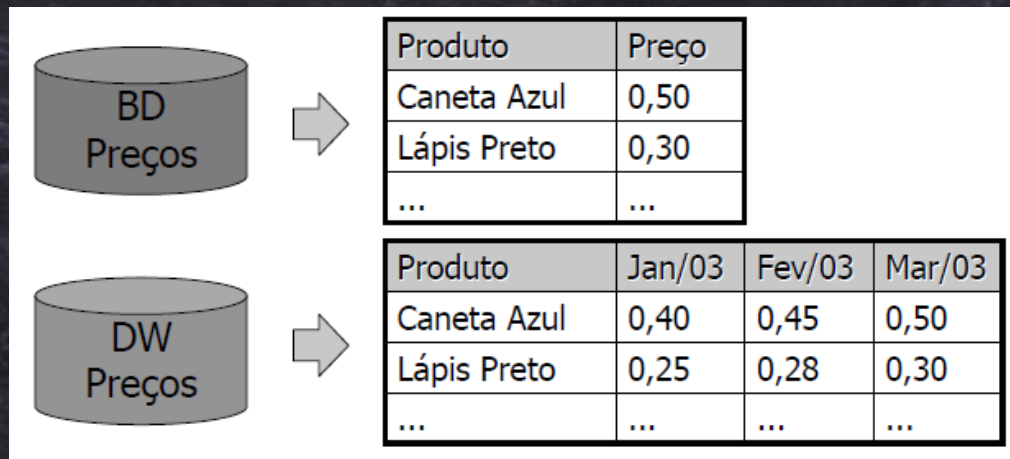 BD
Preços
Produto Preço
Caneta Azul 0,50
Lápis Preto 0,30
... ...
DW
Preços
Produto Jan/03 Fev/03 Mar/03
Caneta Azul 0,40 0,45 0,50
Lápis Preto 0,25 0,28 0,30
... ... ... ...